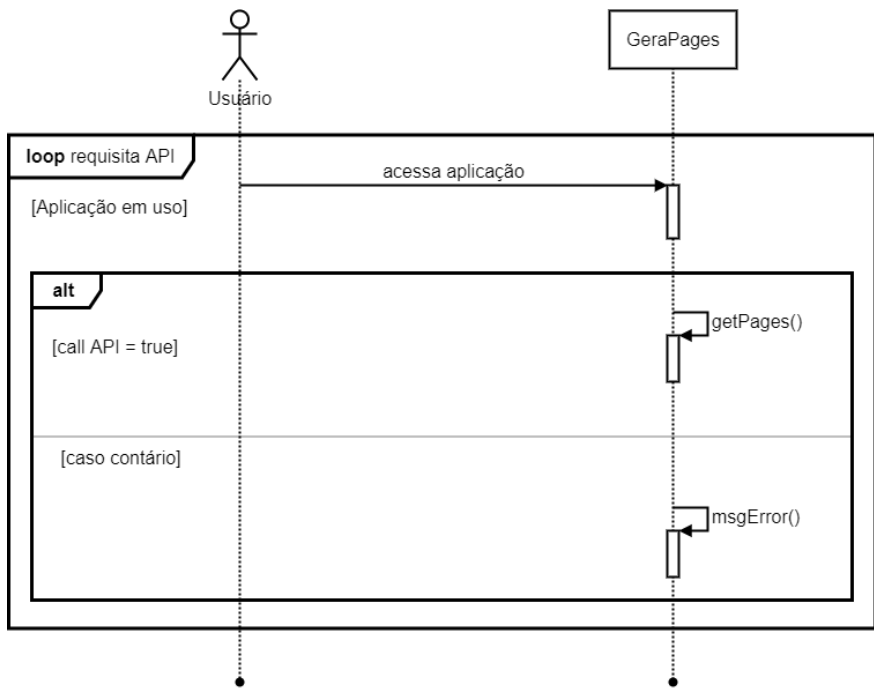 Usuário
GeraPages
loop requisita API
acessa aplicação
[Aplicação em uso]
alt
getPages()
[call API = true]
[caso contário]
msgError()